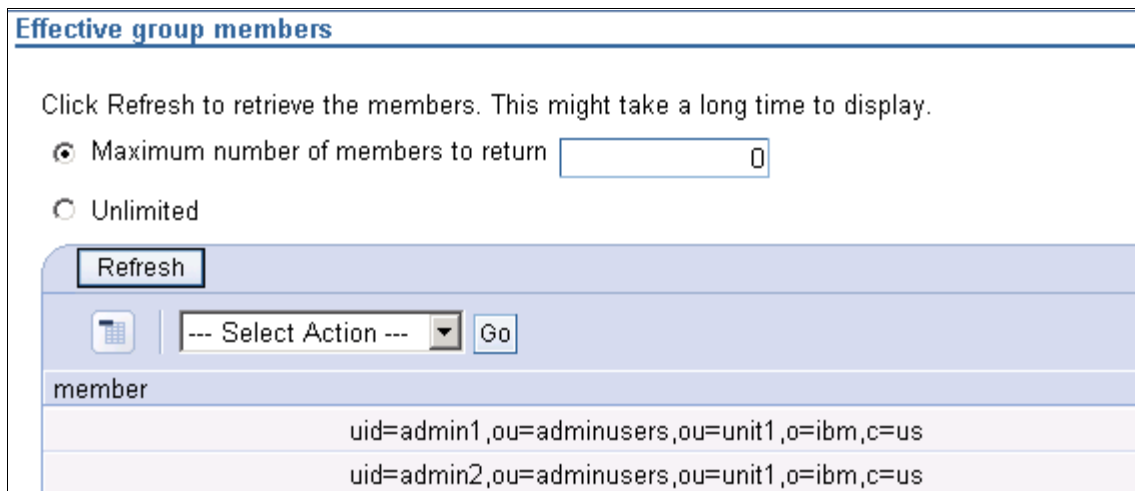 Effective group members
Click Refresh to retrieve the members. This might take a long time to display.
Maximum number of members to return 0
Unlimited
Refresh
--- Select Action --- Go
member
uid=admin1,ou=adminusers,ou=unit1,o=ibm,c=us
uid=admin2,ou=adminusers,ou=unit1,o=ibm,c=us